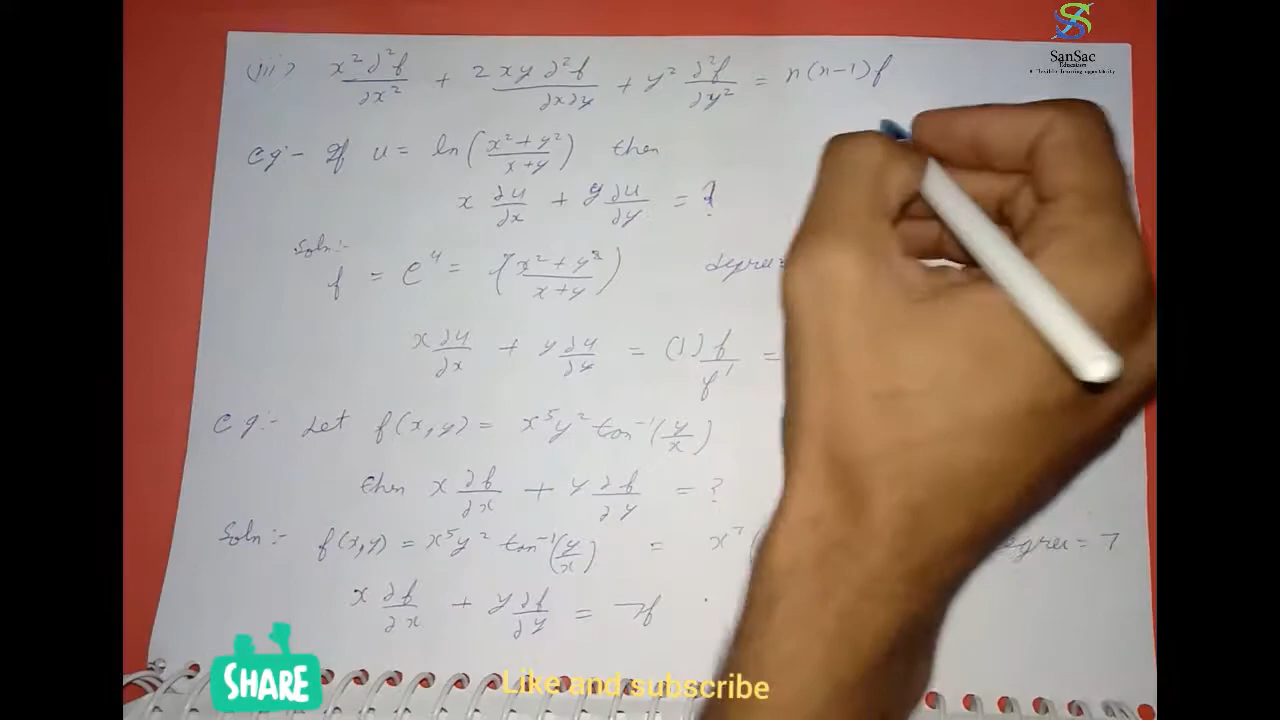 SanSac
Education
(iii) x² ∂²f/∂x² + 2xy ∂²f/∂x∂y + y² ∂²f/∂y² = n(n-1)f
eg:- If u = ln(x²+y²/x+y) then
x ∂u/∂x + y ∂u/∂y = ?
Soln:-
f = e^u = (x²+y²/x+y) degree=
x ∂u/∂x + y ∂u/∂y = (1) f/f' =
eg:- Let f(x,y) = x⁵y² tan⁻¹(y/x)
then x ∂f/∂x + y ∂f/∂y = ?
Soln:- f(x,y) = x⁵y² tan⁻¹(y/x) = x⁷( degree = 7
x ∂f/∂x + y ∂f/∂y = 7f
SHARE
Like and subscribe